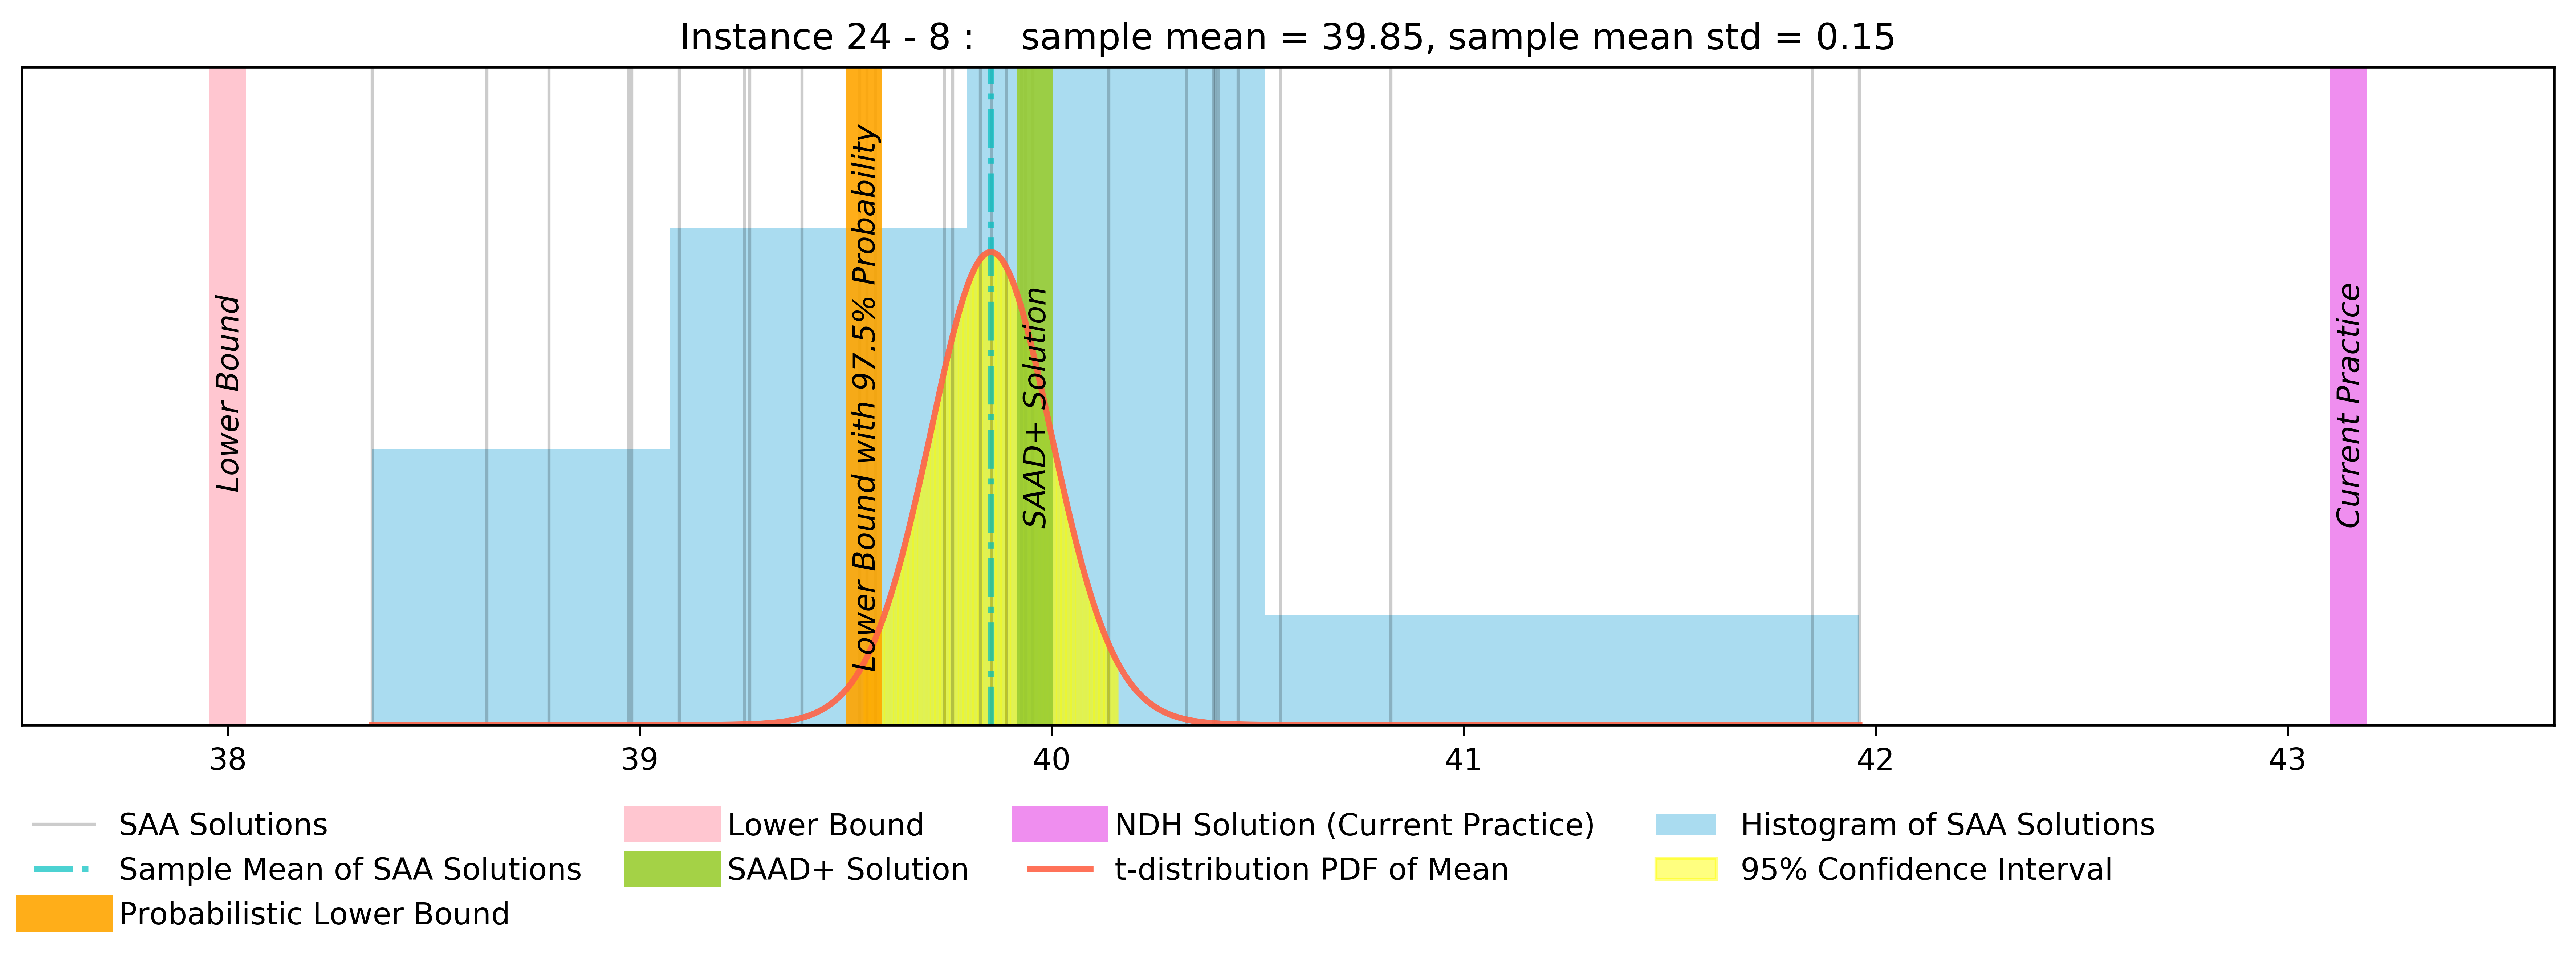 Instance 24 - 8 :    sample mean = 39.85, sample mean std = 0.15
Lower Bound
Lower Bound with 97.5% Probability
SAAD+ Solution
Current Practice
38 39 40 41 42 43
SAA Solutions
Sample Mean of SAA Solutions
Probabilistic Lower Bound
Lower Bound
SAAD+ Solution
NDH Solution (Current Practice)
t-distribution PDF of Mean
Histogram of SAA Solutions
95% Confidence Interval